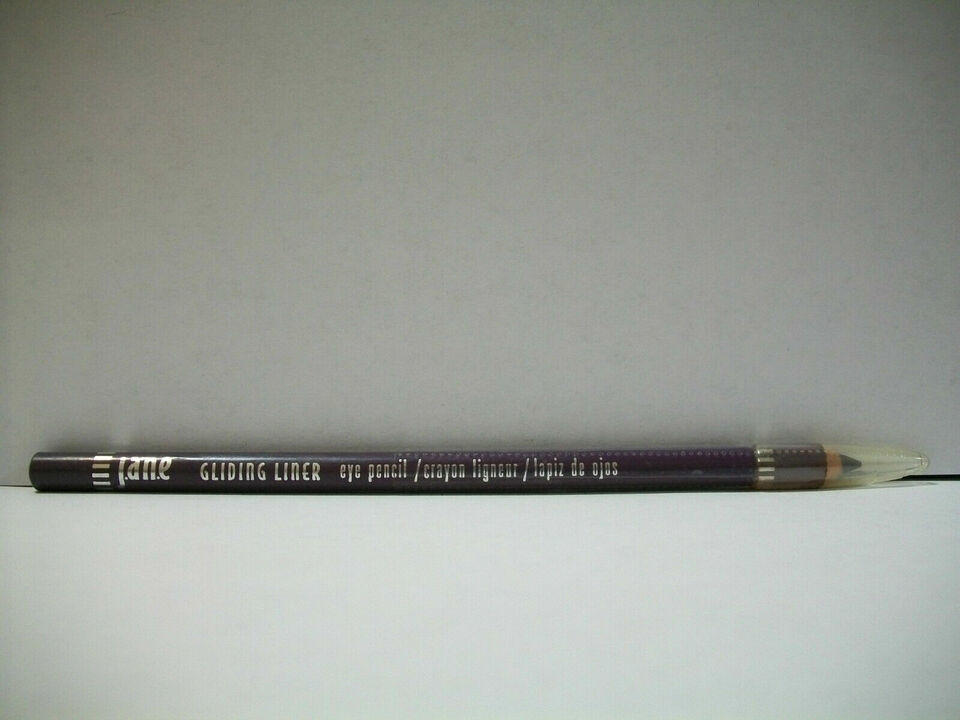 jane GLIDING LINER eye pencil / crayon ligneur / lapiz de ojos